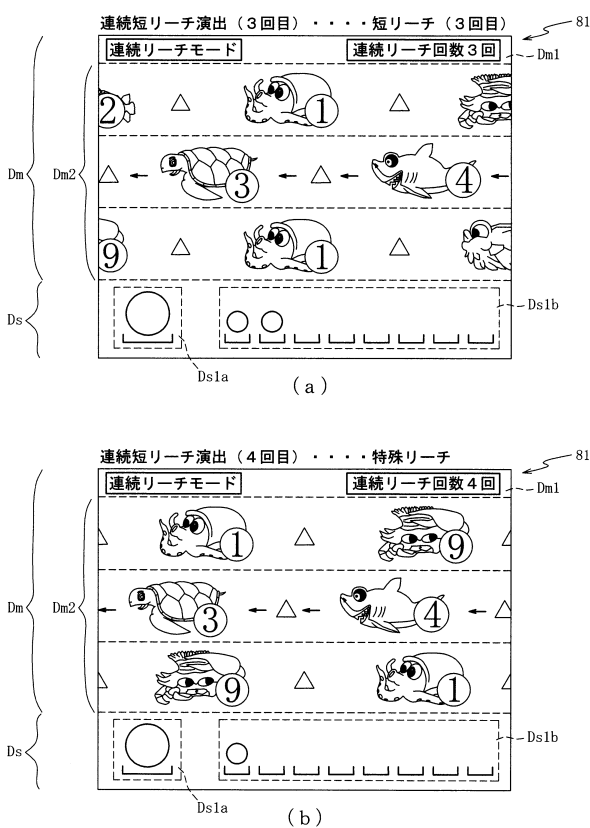 連続短リーチ演出(3回目)・・・・短リーチ(3回目)
81
連続リーチモード 連続リーチ回数3回
Dm1
2 1
Dm Dm2
3 4
9 1
Ds
Ds1b
Ds1a
(a)
連続短リーチ演出(4回目)・・・・特殊リーチ
81
連続リーチモード 連続リーチ回数4回
Dm1
1 9
Dm Dm2
3 4
9 1
Ds
Ds1b
Ds1a
(b)